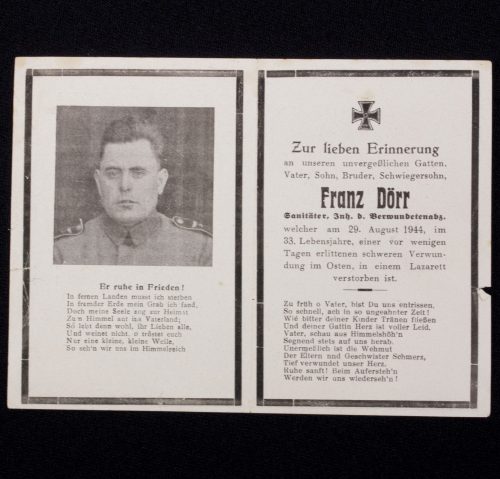 Er ruhe in Frieden!
In fernen Landen musst ich sterben
In fremder Erde mein Grab ich fand,
Doch meine Seele zog zur Heimat
Zu'n Himmel auf ins Vaterland;
So lebt denn wohl, ihr Lieben alle,
Und weinet nicht, o tröstet euch
Nur eine kleine, kleine Weile,
So seh'n wir uns im Himmelreich
Zur lieben Erinnerung
an unseren unvergeßlichen Gatten,
Vater, Sohn, Bruder, Schwiegersohn,
Franz Dörr
Sanitäter, Inh. d. Verwundetenabz.
welcher am 29. August 1944, im
33. Lebensjahre, einer vor wenigen
Tagen erlittenen schweren Verwun-
dung im Osten, in einem Lazarett
verstorben ist.
Zu früh o Vater, bist Du uns entrissen,
So schnell, ach in so ungeahnter Zeit!
Wie bitter deiner Kinder Tränen fließen
Und deiner Gattin Herz ist voller Leid.
Vater, schau aus Himmelshöh'n
Segnend stets auf uns herab.
Unermeßlich ist die Wehmut
Der Eltern und Geschwister Schmerz,
Tief verwundet unser Herz.
Ruhe sanft! Beim Aufersteh'n
Werden wir uns wiederseh'n!